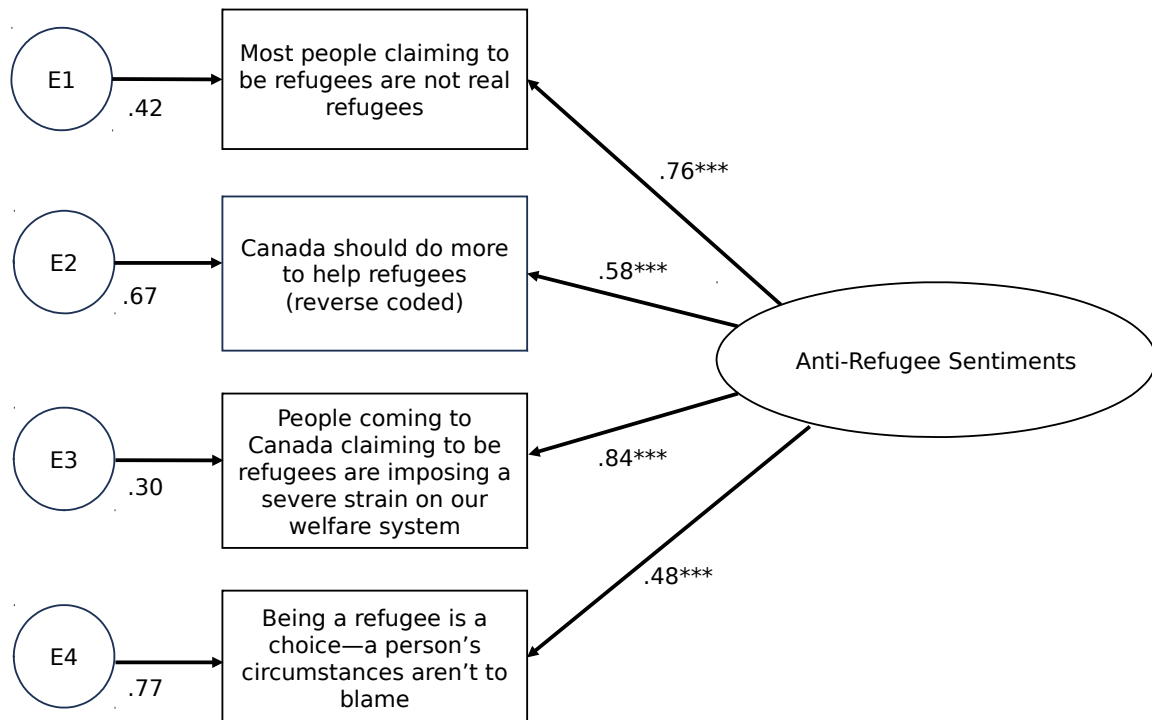 E1
.42
Most people claiming to
be refugees are not real
refugees
.76***
E2
.67
Canada should do more
to help refugees
(reverse coded)
.58***
Anti-Refugee Sentiments
E3
.30
People coming to
Canada claiming to be
refugees are imposing a
severe strain on our
welfare system
.84***
E4
.77
Being a refugee is a
choice—a person’s
circumstances aren’t to
blame
.48***